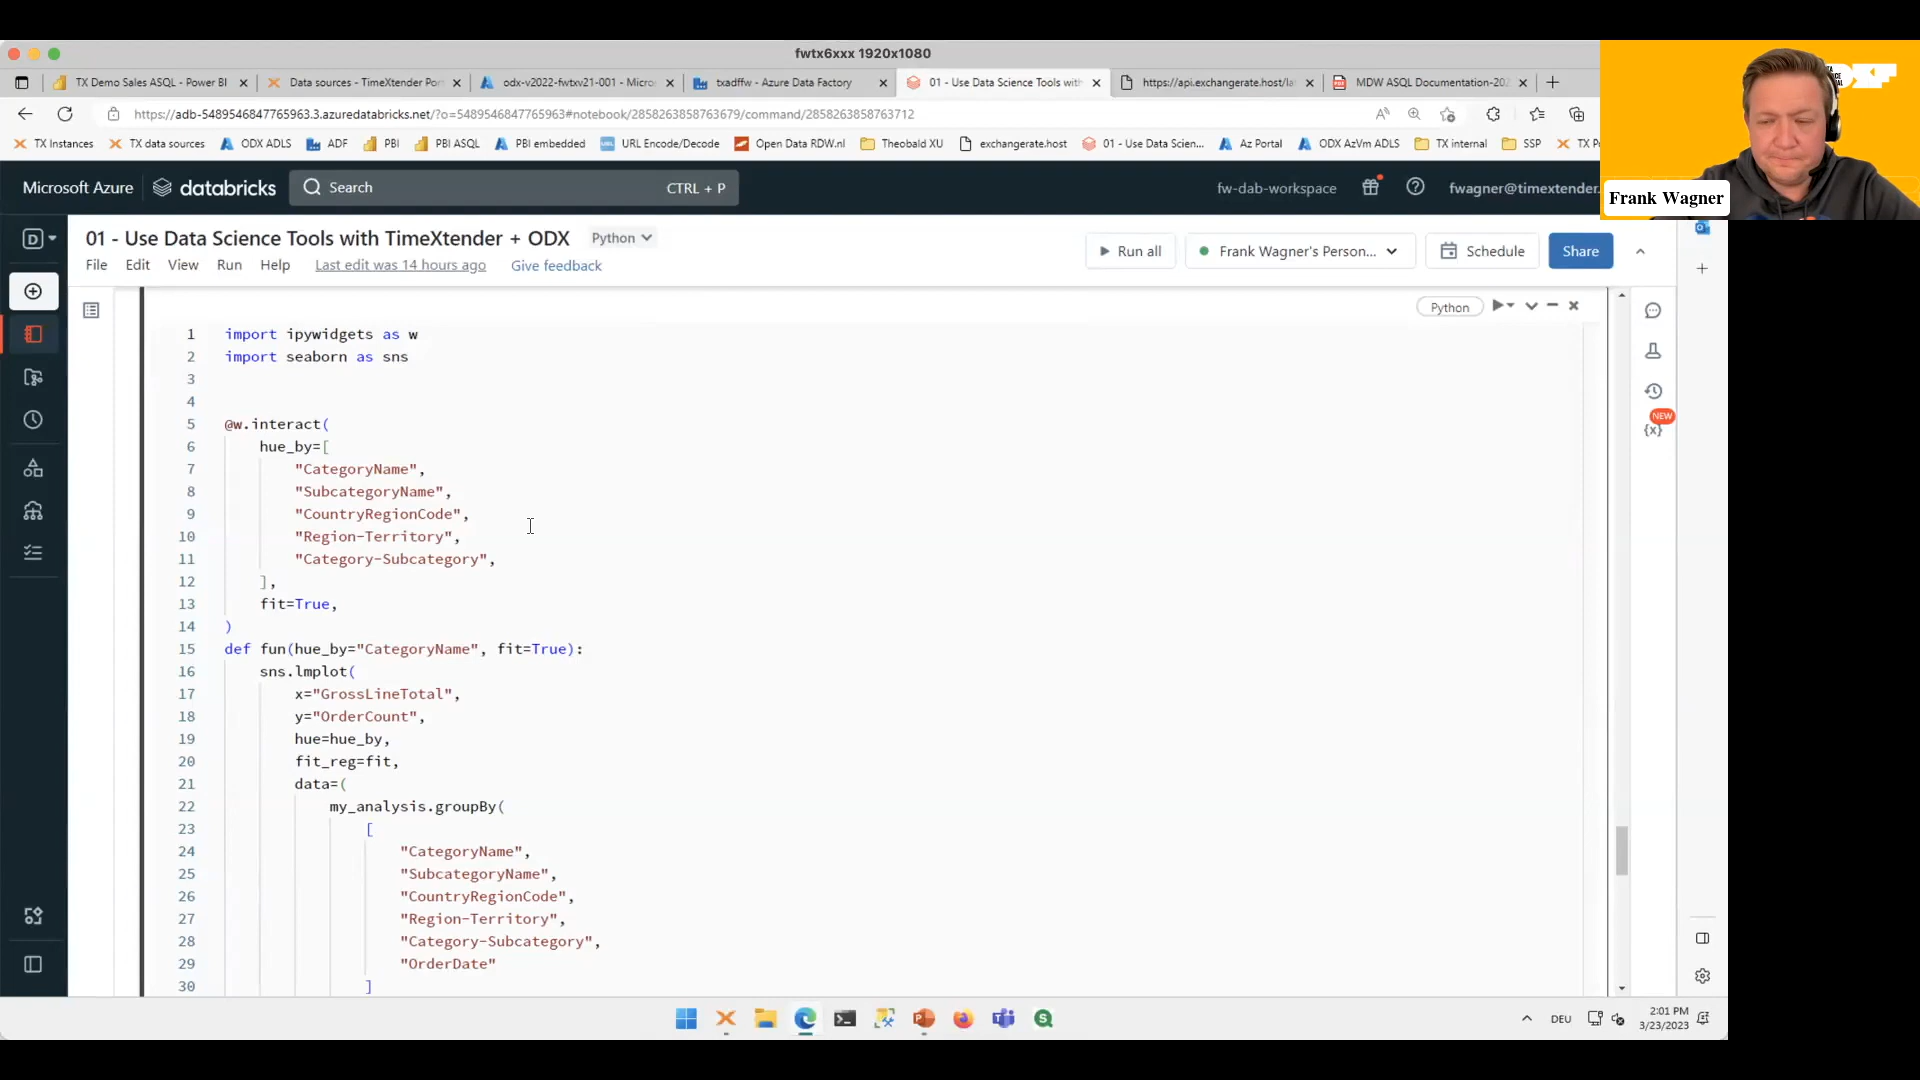 fwtx6xxx 1920x1080
TX Demo Sales ASQL - Power BI
Data sources - TimeXtender Por
odx-v2022-fwtxv21-001 - Micro
txadffw - Azure Data Factory
01 - Use Data Science Tools with
https://api.exchangerate.host/la
MDW ASQL Documentation-202
https://adb-5489546847765963.3.azuredatabricks.net/?o=5489546847765963#notebook/2858263858763679/command/2858263858763712
TX Instances
TX data sources
ODX ADLS
ADF
PBI
PBI ASQL
PBI embedded
URL Encode/Decode
Open Data RDW.nl
Theobald XU
exchangerate.host
01 - Use Data Scien...
Az Portal
ODX AzVm ADLS
TX internal
SSP
TX P
Frank Wagner
Microsoft Azure
databricks
Search
CTRL + P
fw-dab-workspace
fwagner@timextender.
D
01 - Use Data Science Tools with TimeXtender + ODX
Python
File Edit View Run Help
Last edit was 14 hours ago
Give feedback
Run all
Frank Wagner's Person...
Schedule
Share
Python
NEW
{x}
1 import ipywidgets as w
2 import seaborn as sns
3
4
5 @w.interact(
6 hue_by=[
7 "CategoryName",
8 "SubcategoryName",
9 "CountryRegionCode",
10 "Region-Territory",
11 "Category-Subcategory",
12 ],
13 fit=True,
14 )
15 def fun(hue_by="CategoryName", fit=True):
16 sns.lmplot(
17 x="GrossLineTotal",
18 y="OrderCount",
19 hue=hue_by,
20 fit_reg=fit,
21 data=(
22 my_analysis.groupBy(
23 [
24 "CategoryName",
25 "SubcategoryName",
26 "CountryRegionCode",
27 "Region-Territory",
28 "Category-Subcategory",
29 "OrderDate"
30 ]
DEU
2:01 PM
3/23/2023